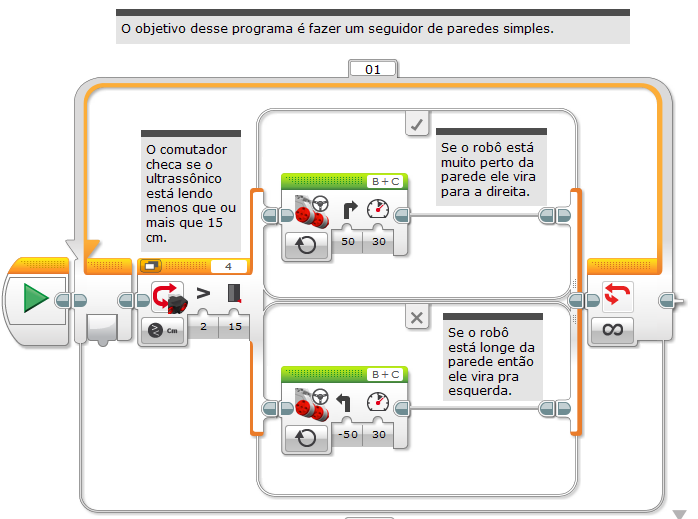 O objetivo desse programa é fazer um seguidor de paredes simples.
01
O comutador
checa se o
ultrassônico
está lendo
menos que ou
mais que 15
cm.
Se o robô está
muito perto da
parede ele vira
para a direita.
B + C
50 30
4
>
Cm 2 15
∞
Se o robô
está longe da
parede então
ele vira pra
esquerda.
B + C
-50 30